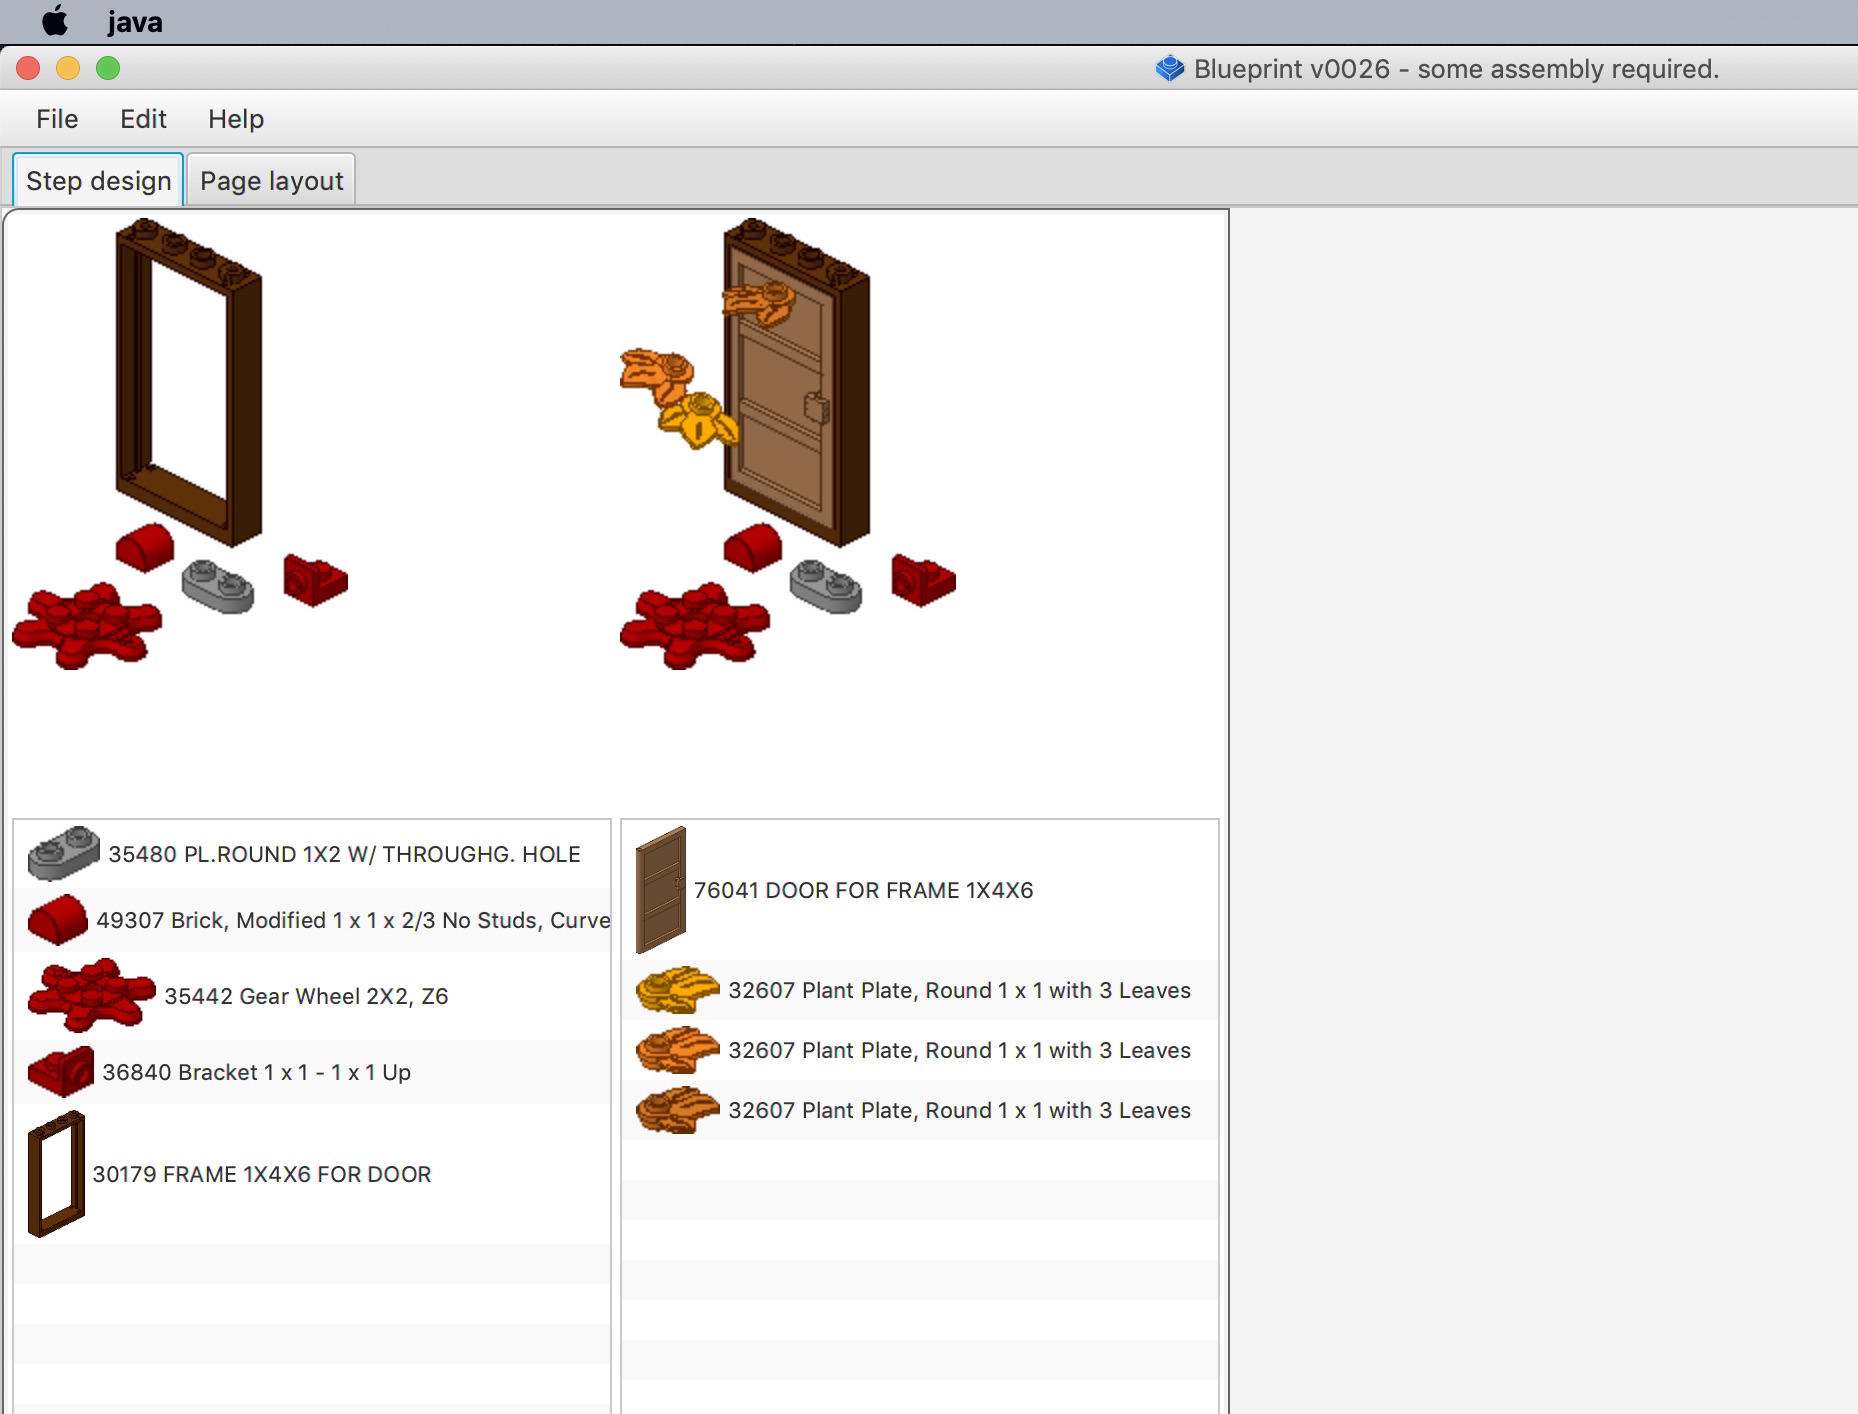 java
Blueprint v0026 - some assembly required.
File Edit Help
Step design Page layout
35480 PL.ROUND 1X2 W/ THROUGHG. HOLE
49307 Brick, Modified 1 x 1 x 2/3 No Studs, Curve
35442 Gear Wheel 2X2, Z6
36840 Bracket 1 x 1 - 1 x 1 Up
30179 FRAME 1X4X6 FOR DOOR
76041 DOOR FOR FRAME 1X4X6
32607 Plant Plate, Round 1 x 1 with 3 Leaves
32607 Plant Plate, Round 1 x 1 with 3 Leaves
32607 Plant Plate, Round 1 x 1 with 3 Leaves